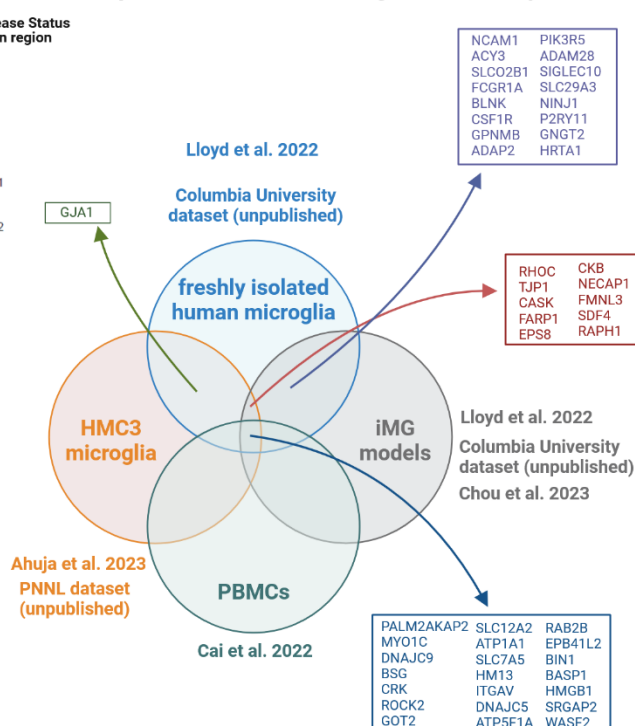 ease Status
n region
1
2
NCAM1 PIK3R5
ACY3 ADAM28
SLCO2B1 SIGLEC10
FCGR1A SLC29A3
BLNK NINJ1
CSF1R P2RY11
GPNMB GNGT2
ADAP2 HRTA1
Lloyd et al. 2022
Columbia University
dataset (unpublished)
GJA1
freshly isolated
human microglia
RHOC CKB
TJP1 NECAP1
CASK FMNL3
FARP1 SDF4
EPS8 RAPH1
HMC3
microglia
iMG
models
Lloyd et al. 2022
Columbia University
dataset (unpublished)
Chou et al. 2023
Ahuja et al. 2023
PNNL dataset
(unpublished)
PBMCs
Cai et al. 2022
PALM2AKAP2 SLC12A2 RAB2B
MYO1C ATP1A1 EPB41L2
DNAJC9 SLC7A5 BIN1
BSG HM13 BASP1
CRK ITGAV HMGB1
ROCK2 DNAJC5 SRGAP2
GOT2 ATP5F1A WASF2